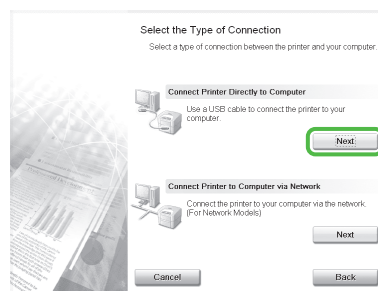 Select the Type of Connection
Select a type of connection between the printer and your computer.
Connect Printer Directly to Computer
Use a USB cable to connect the printer to your
computer.
Next
Connect Printer to Computer via Network
Connect the printer to your computer via the network.
(For Network Models)
Next
Cancel
Back